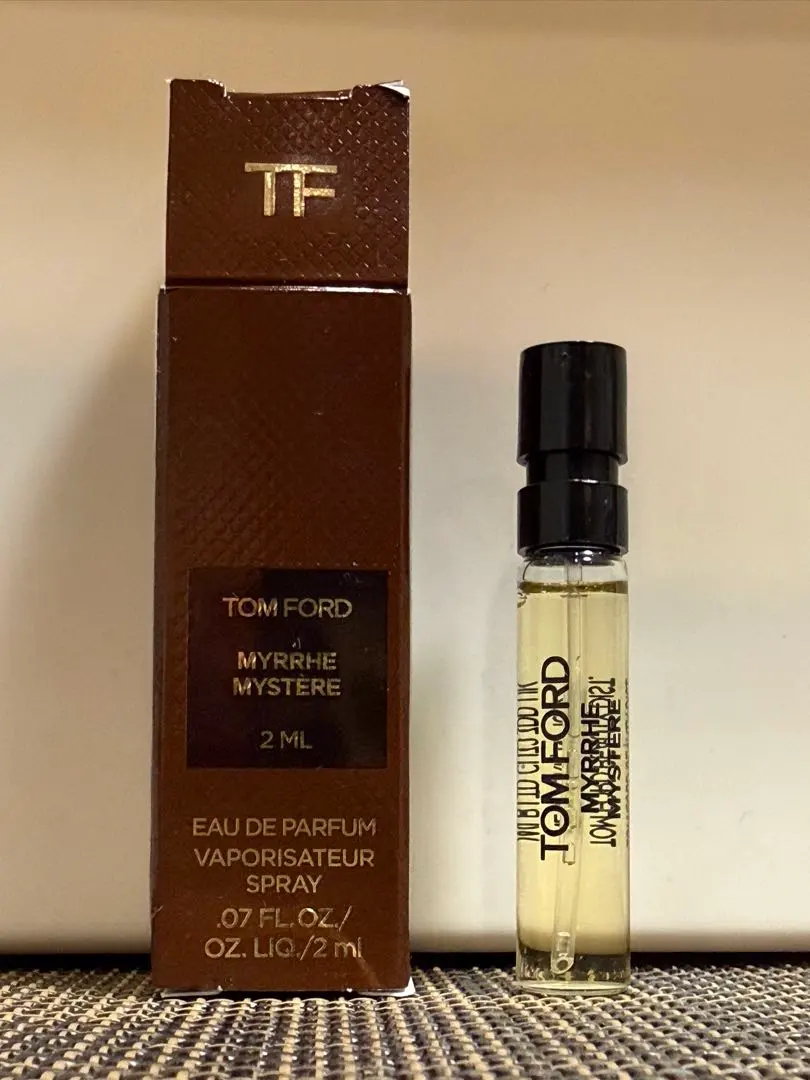 TF
TOM FORD
MYRRHE
MYSTÈRE
2 ML
EAU DE PARFUM
VAPORISATEUR
SPRAY
.07 FL. OZ./
OZ. LIQ./2 ml
TOM FORD
MYRRHE
MYSTÈRE